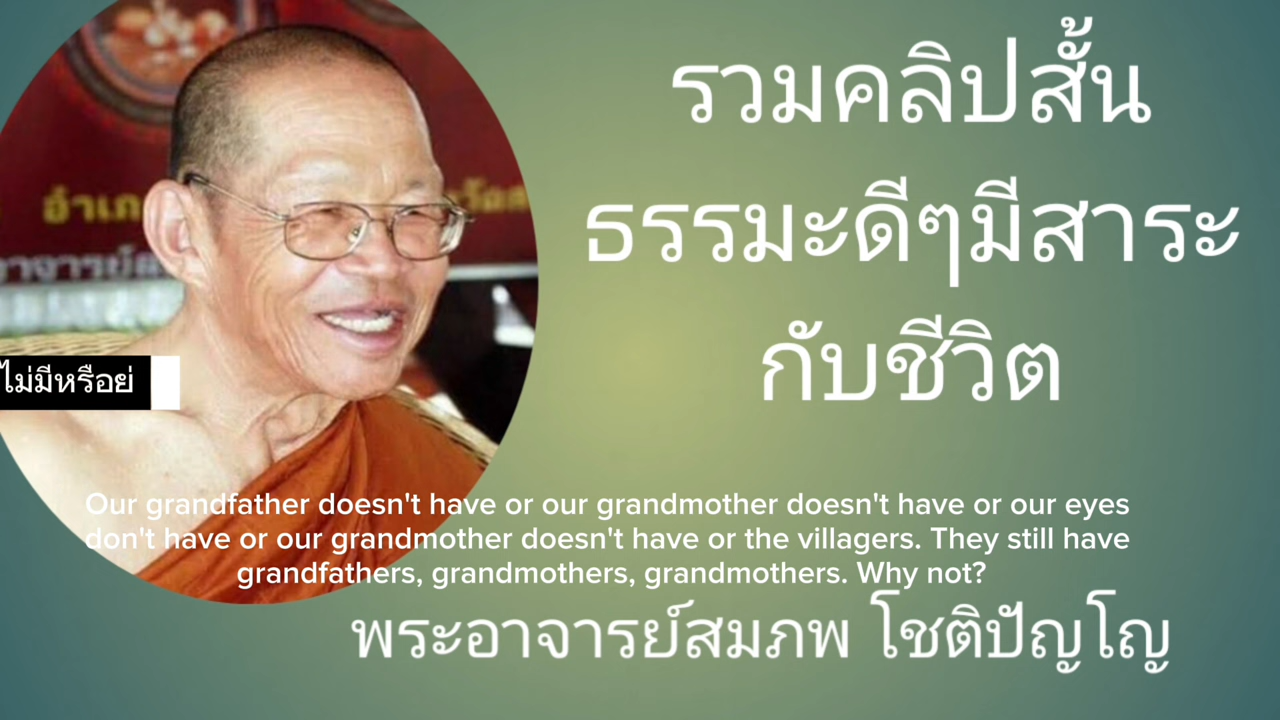 รวมคลิปสั้น
ธรรมะดีๆมีสาระ
กับชีวิต
อำเภ
ไม่มีหรือย่
Our grandfather doesn't have or our grandmother doesn't have or our eyes
don't have or our grandmother doesn't have or the villagers. They still have
grandfathers, grandmothers, grandmothers. Why not?
พระอาจารย์สมภพ โชติปัญโญ